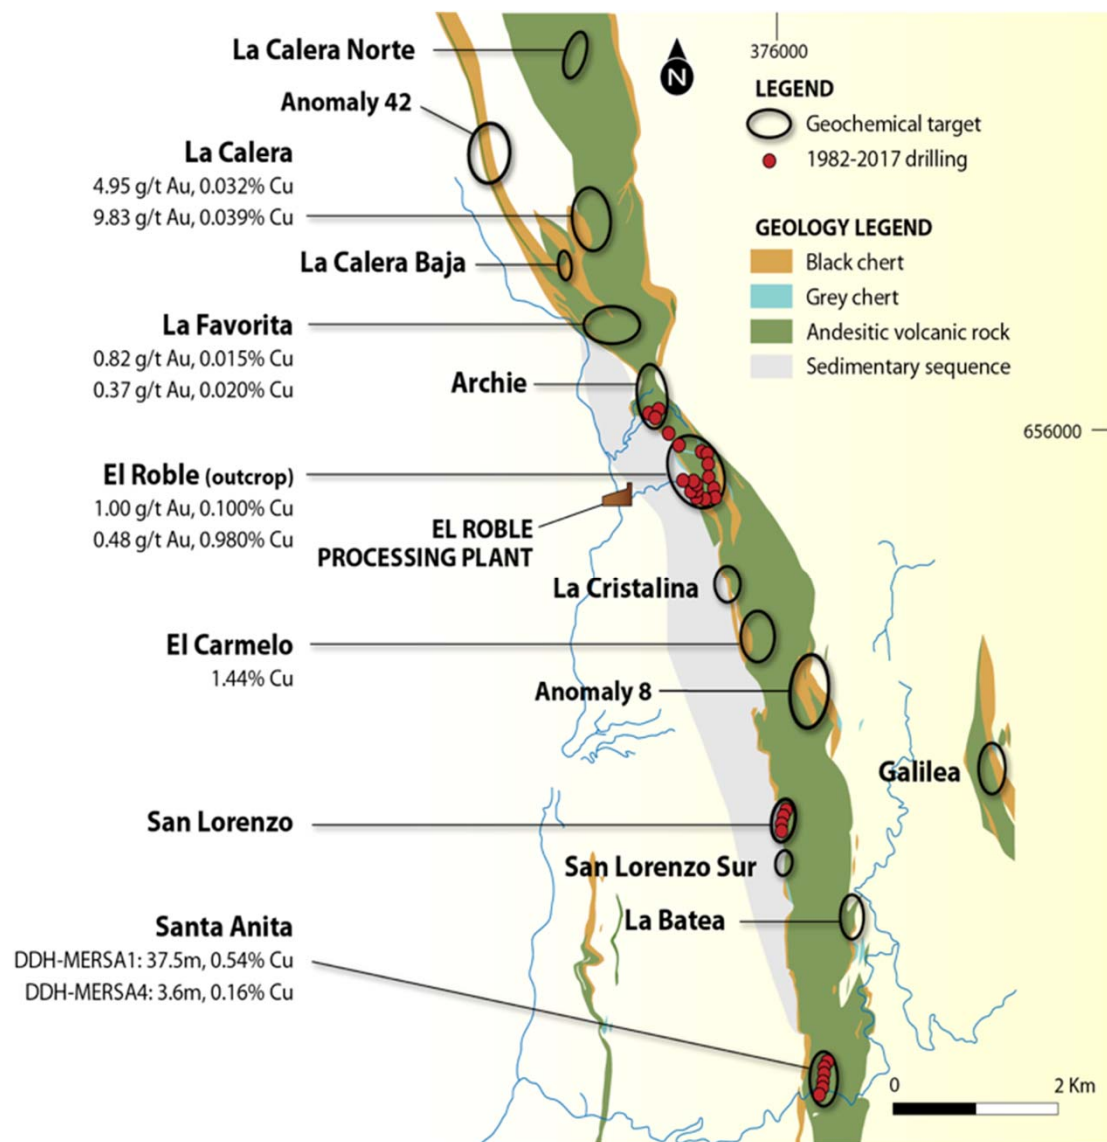 La Calera Norte
Anomaly 42
La Calera
4.95 g/t Au, 0.032% Cu
9.83 g/t Au, 0.039% Cu
La Calera Baja
La Favorita
0.82 g/t Au, 0.015% Cu
0.37 g/t Au, 0.020% Cu
Archie
El Roble (outcrop)
1.00 g/t Au, 0.100% Cu
0.48 g/t Au, 0.980% Cu
EL ROBLE
PROCESSING PLANT
La Cristalina
El Carmelo
1.44% Cu
Anomaly 8
Galilea
San Lorenzo
San Lorenzo Sur
La Batea
Santa Anita
DDH-MERSA1: 37.5m, 0.54% Cu
DDH-MERSA4: 3.6m, 0.16% Cu
N
376000
LEGEND
Geochemical target
1982-2017 drilling
GEOLOGY LEGEND
Black chert
Grey chert
Andesitic volcanic rock
Sedimentary sequence
656000
0 2 Km